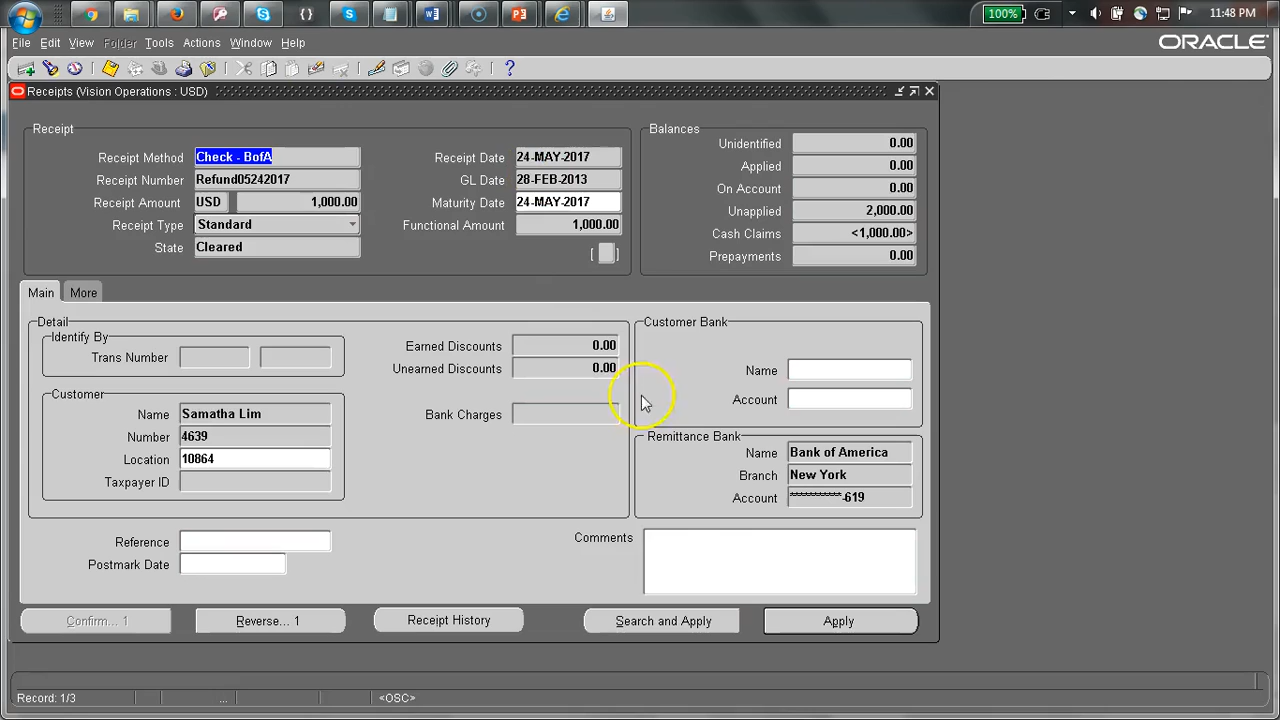 100%
11:48 PM
File Edit View Folder Tools Actions Window Help
ORACLE
Receipts (Vision Operations : USD)
Receipt
Receipt Method Check - BofA
Receipt Number Refund05242017
Receipt Amount USD 1,000.00
Receipt Type Standard
State Cleared
Receipt Date 24-MAY-2017
GL Date 28-FEB-2013
Maturity Date 24-MAY-2017
Functional Amount 1,000.00
[ ]
Balances
Unidentified 0.00
Applied 0.00
On Account 0.00
Unapplied 2,000.00
Cash Claims <1,000.00>
Prepayments 0.00
Main More
Detail
Identify By
Trans Number
Customer
Name Samatha Lim
Number 4639
Location 10864
Taxpayer ID
Earned Discounts 0.00
Unearned Discounts 0.00
Bank Charges
Customer Bank
Name
Account
Remittance Bank
Name Bank of America
Branch New York
Account ***********-619
Reference
Postmark Date
Comments
Confirm... 1 Reverse... 1 Receipt History Search and Apply Apply
Record: 1/3 ... <OSC>